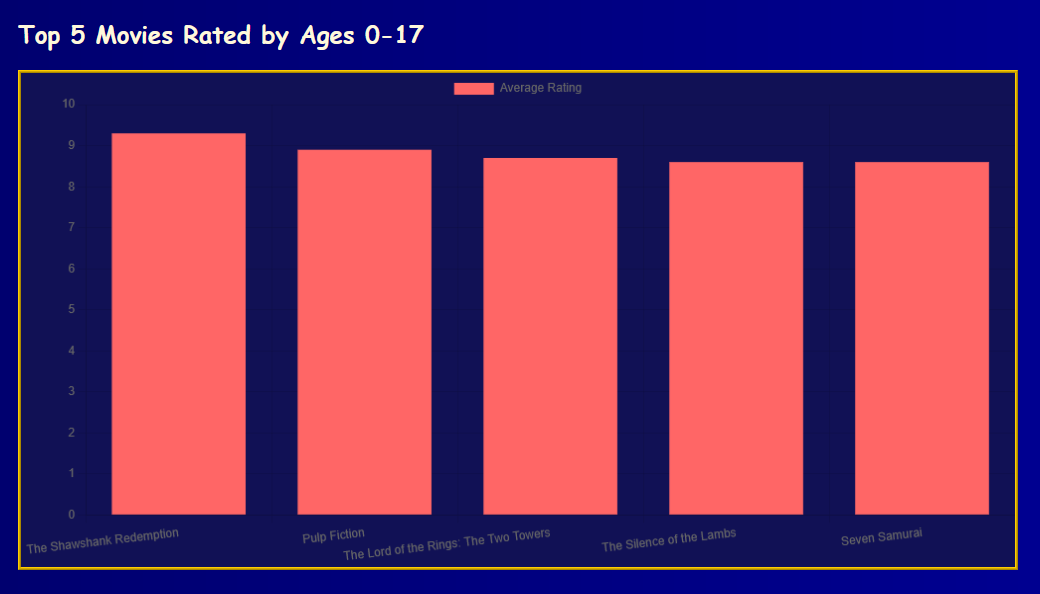 Top 5 Movies Rated by Ages 0-17
Average Rating
10
9
8
7
6
5
4
3
2
1
0
The Shawshank Redemption
Pulp Fiction
The Lord of the Rings: The Two Towers
The Silence of the Lambs
Seven Samurai